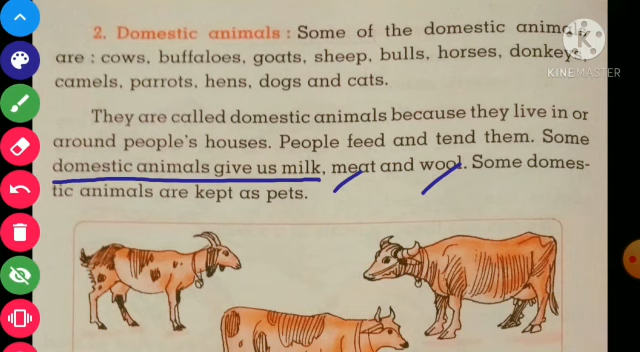 2. Domestic animals : Some of the domestic animals
are : cows, buffaloes, goats, sheep, bulls, horses, donkeys,
camels, parrots, hens, dogs and cats.
They are called domestic animals because they live in or
around people's houses. People feed and tend them. Some
domestic animals give us milk, meat and wool. Some domes-
tic animals are kept as pets.
KINEMASTER